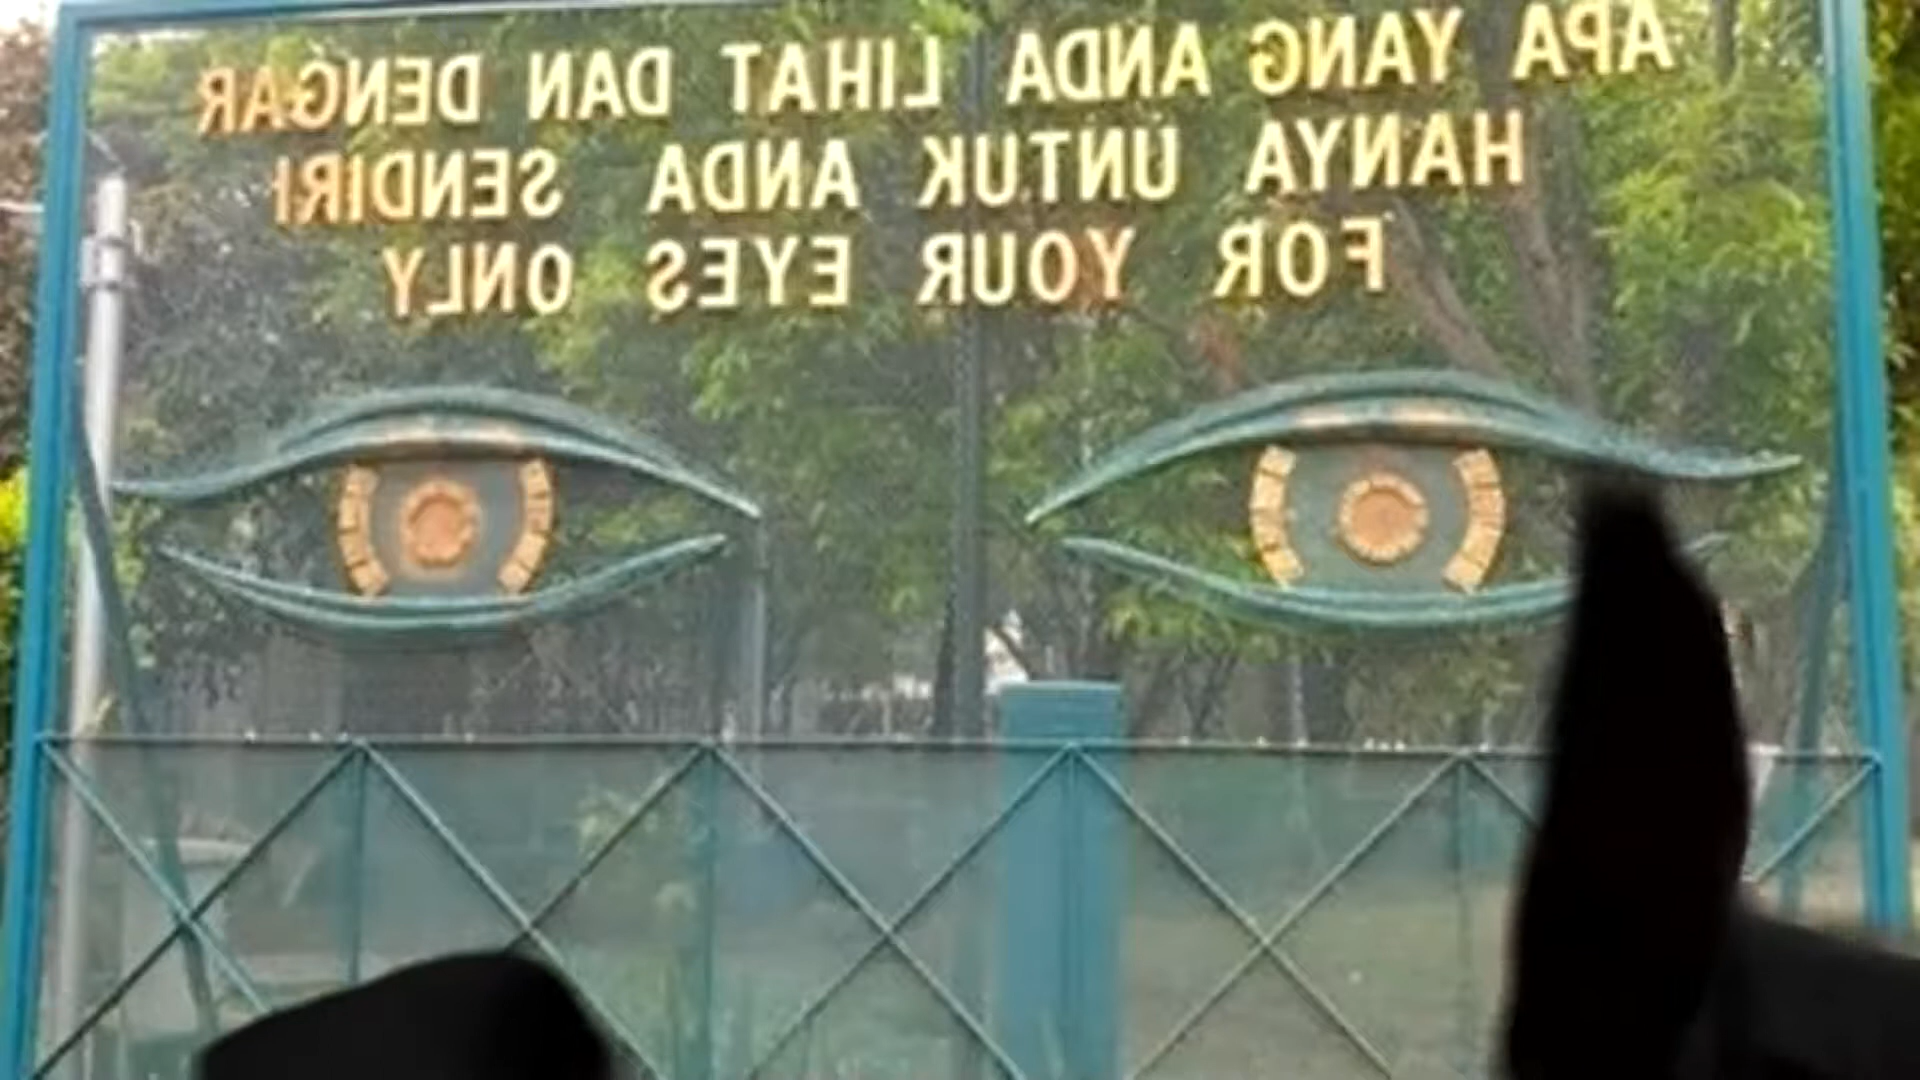 APA YANG ANDA LIHAT DAN DENGAR
HANYA UNTUK ANDA SENDIRI
FOR YOUR EYES ONLY